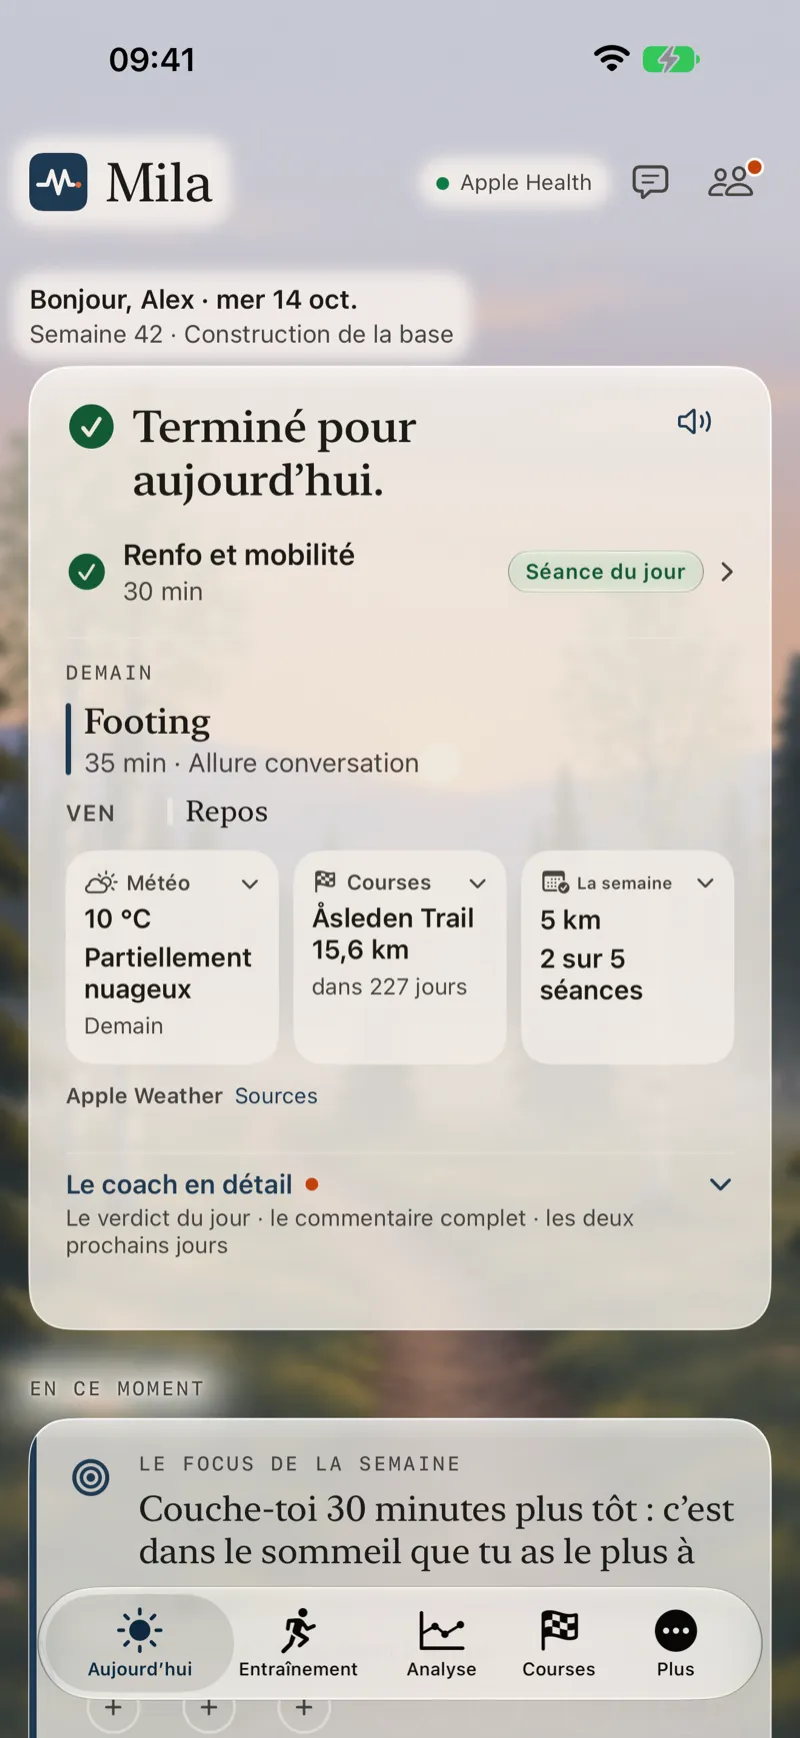 09:41
Mila
Apple Health
Bonjour, Alex · mer 14 oct.
Semaine 42 · Construction de la base
Terminé pour
aujourd’hui.
Renfo et mobilité
30 min
Séance du jour
DEMAIN
Footing
35 min · Allure conversation
VEN
Repos
Météo
10 °C
Partiellement
nuageux
Demain
Courses
Åsleden Trail
15,6 km
dans 227 jours
La semaine
5 km
2 sur 5
séances
Apple Weather Sources
Le coach en détail
Le verdict du jour · le commentaire complet · les deux
prochains jours
EN CE MOMENT
LE FOCUS DE LA SEMAINE
Couche-toi 30 minutes plus tôt : c’est
dans le sommeil que tu as le plus à
Aujourd’hui
Entraînement
Analyse
Courses
Plus